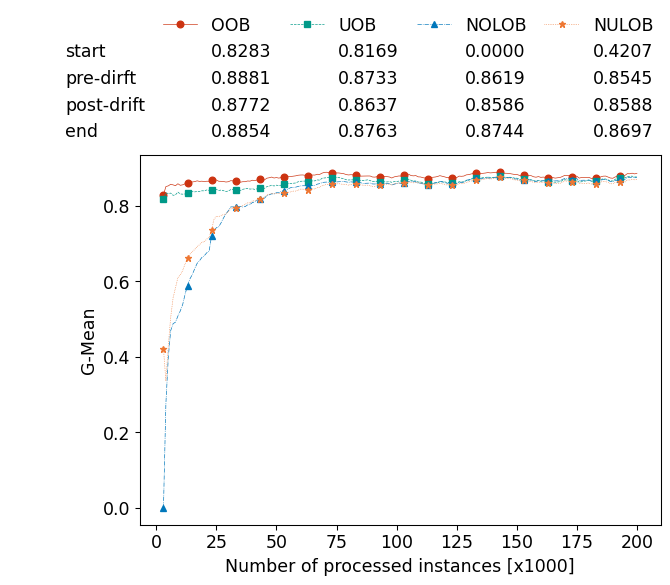 OOB UOB NOLOB NULOB
start 0.8283 0.8169 0.0000 0.4207
pre-dirft 0.8881 0.8733 0.8619 0.8545
post-drift 0.8772 0.8637 0.8586 0.8588
end 0.8854 0.8763 0.8744 0.8697
0.8
0.6
0.4
0.2
0.0
G-Mean
0 25 50 75 100 125 150 175 200
Number of processed instances [x1000]